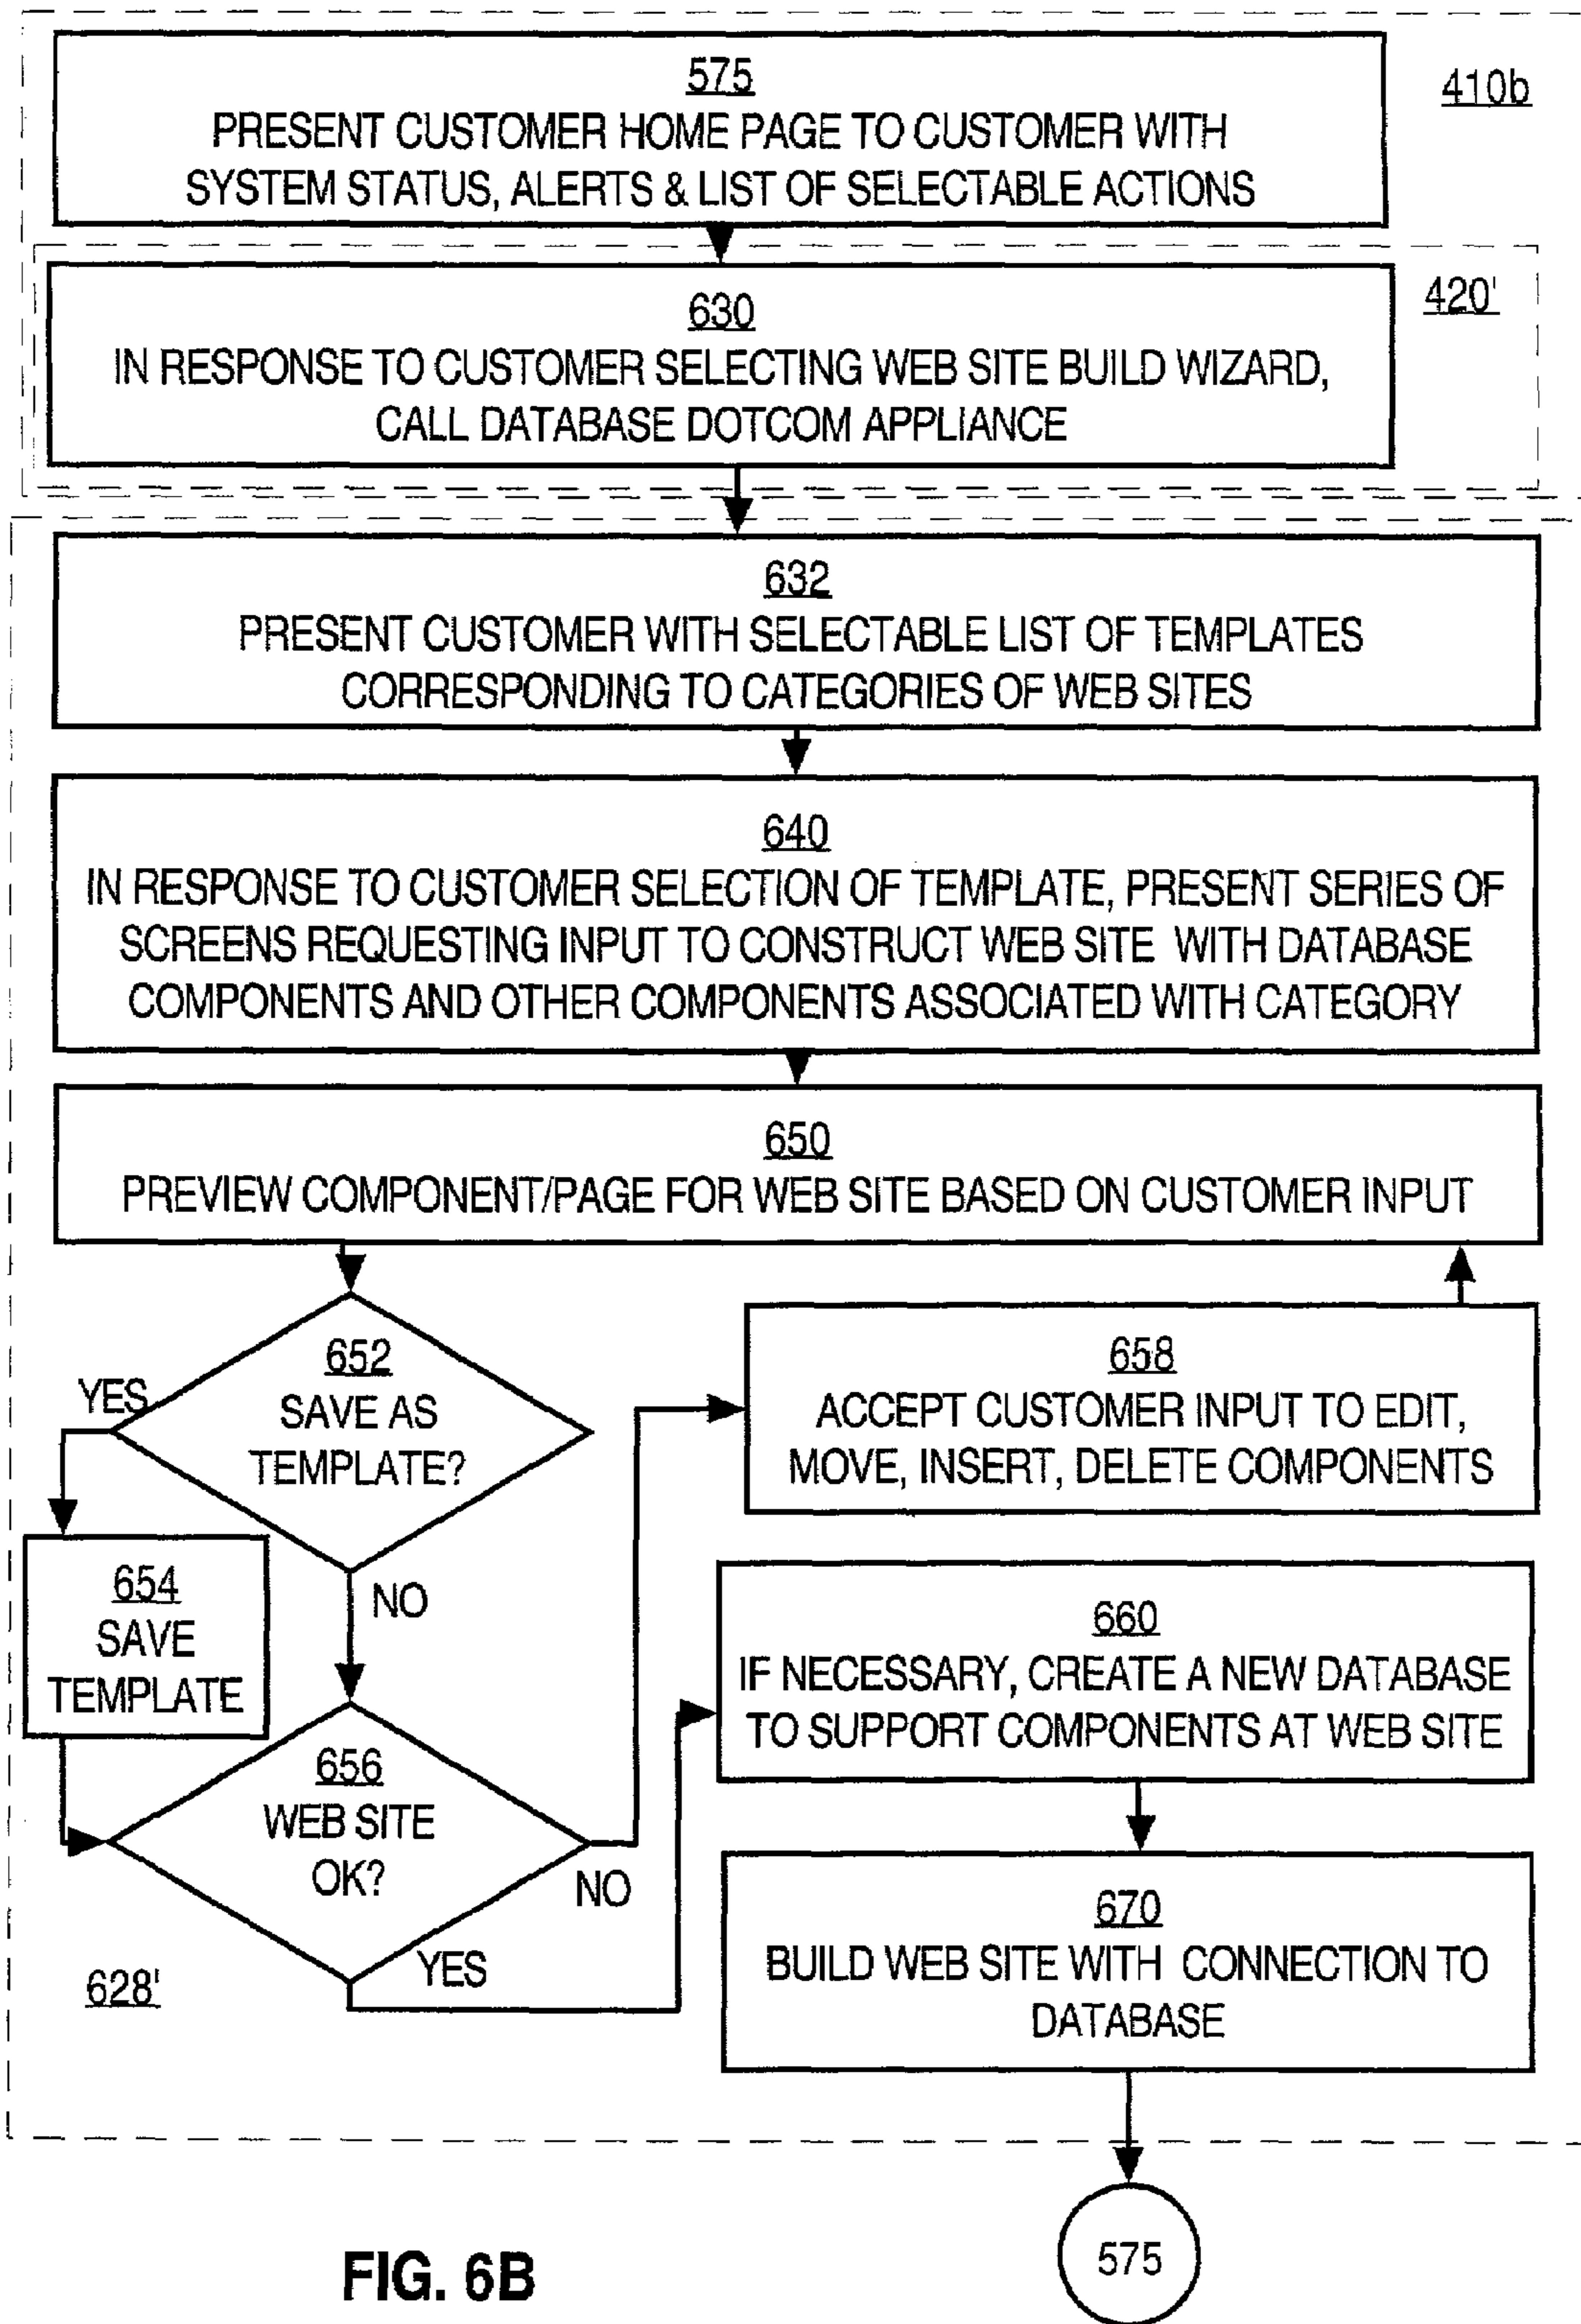 575
410b
PRESENT CUSTOMER HOME PAGE TO CUSTOMER WITH
SYSTEM STATUS, ALERTS & LIST OF SELECTABLE ACTIONS
630
420'
IN RESPONSE TO CUSTOMER SELECTING WEB SITE BUILD WIZARD,
CALL DATABASE DOTCOM APPLIANCE
632
PRESENT CUSTOMER WITH SELECTABLE LIST OF TEMPLATES
CORRESPONDING TO CATEGORIES OF WEB SITES
640
IN RESPONSE TO CUSTOMER SELECTION OF TEMPLATE, PRESENT SERIES OF
SCREENS REQUESTING INPUT TO CONSTRUCT WEB SITE WITH DATABASE
COMPONENTS AND OTHER COMPONENTS ASSOCIATED WITH CATEGORY
650
PREVIEW COMPONENT/PAGE FOR WEB SITE BASED ON CUSTOMER INPUT
652
SAVE AS
TEMPLATE?
YES
NO
654
SAVE
TEMPLATE
656
WEB SITE
OK?
NO
YES
628'
658
ACCEPT CUSTOMER INPUT TO EDIT,
MOVE, INSERT, DELETE COMPONENTS
660
IF NECESSARY, CREATE A NEW DATABASE
TO SUPPORT COMPONENTS AT WEB SITE
670
BUILD WEB SITE WITH CONNECTION TO
DATABASE
575
FIG. 6B